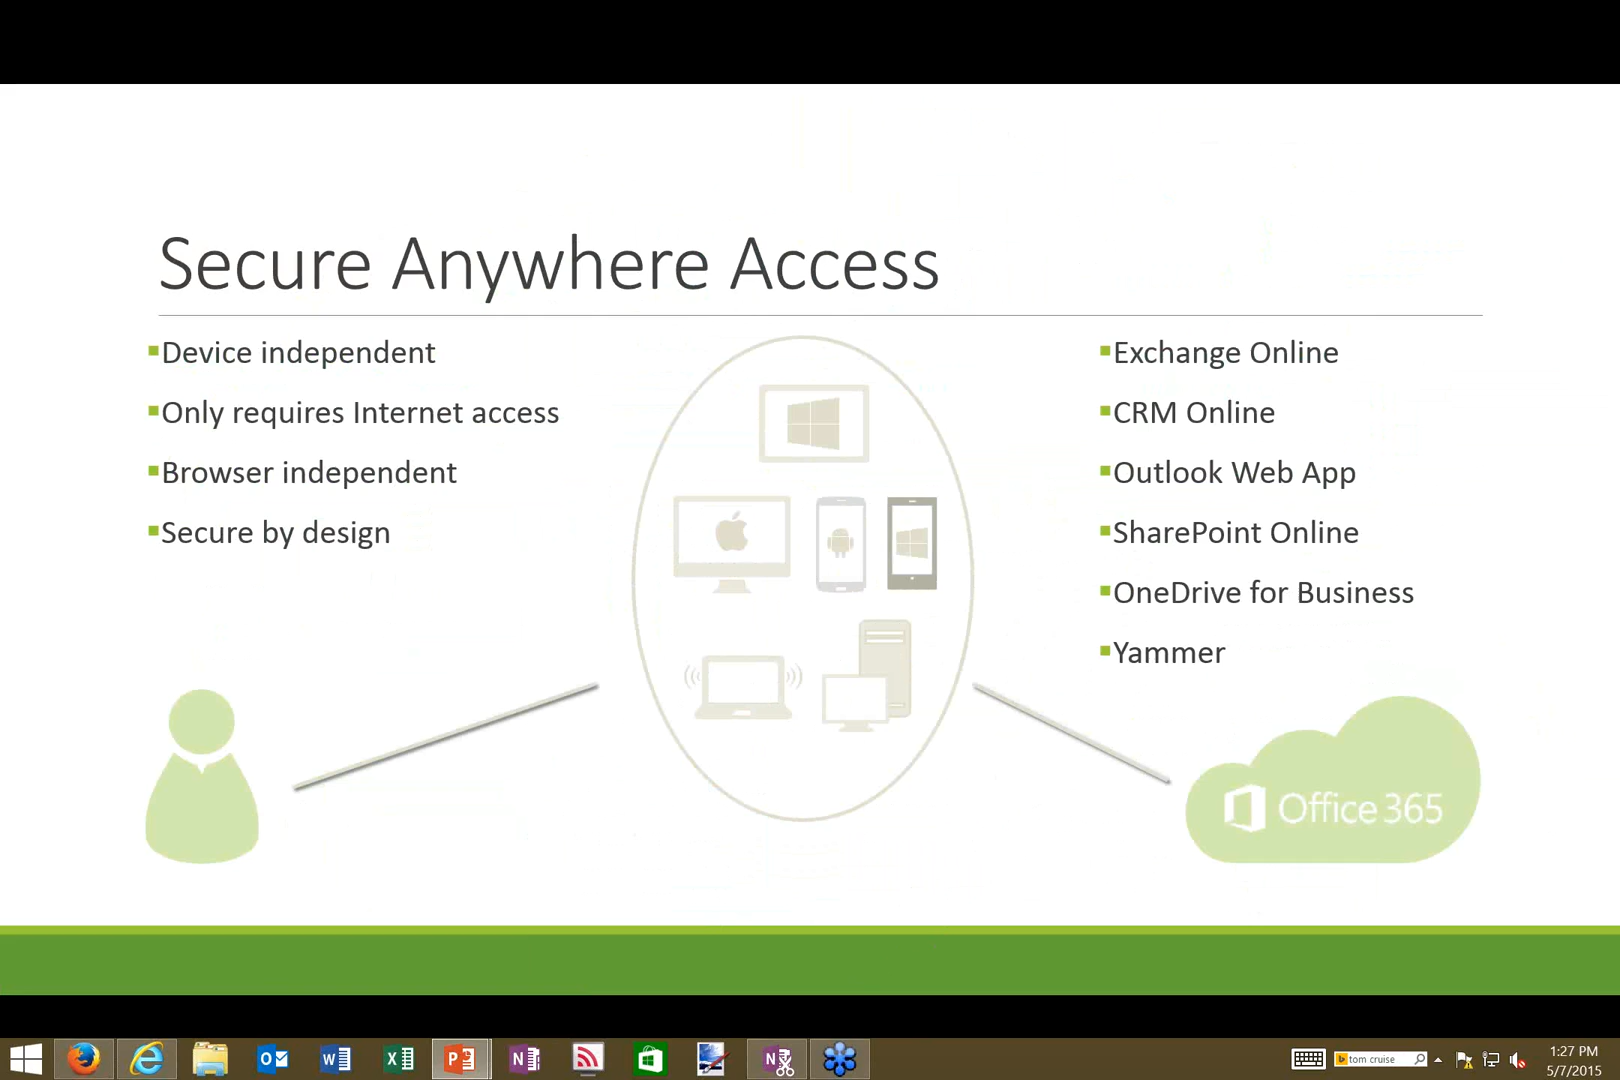 Secure Anywhere Access
Device independent
Only requires Internet access
Browser independent
Secure by design
Exchange Online
CRM Online
Outlook Web App
SharePoint Online
OneDrive for Business
Yammer
Office 365
tom cruise
1:27 PM
5/7/2015